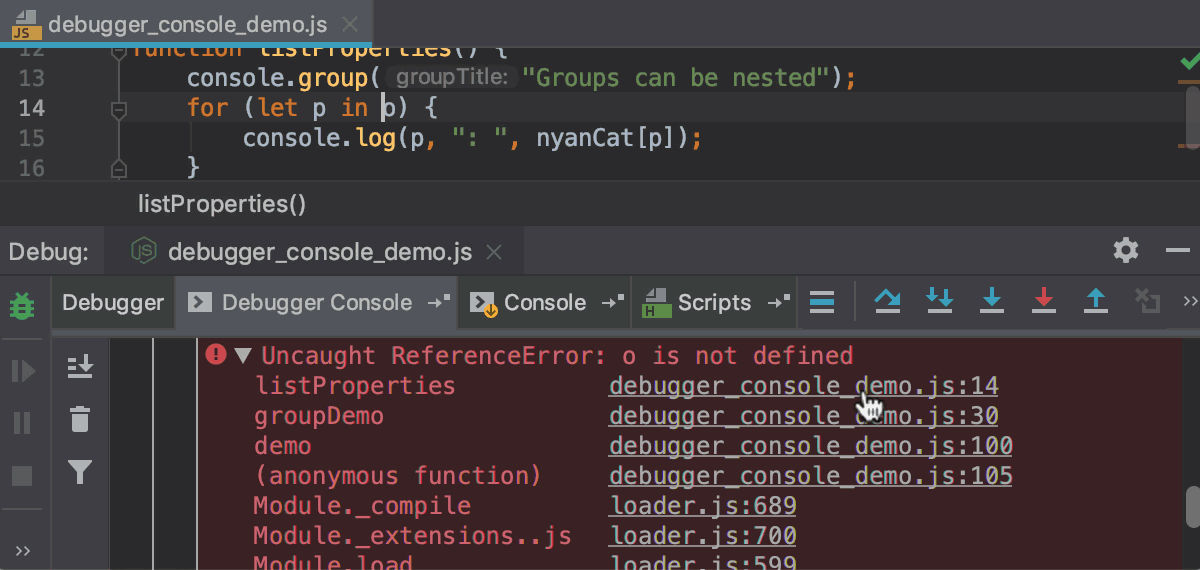 JS debugger_console_demo.js
12 function listProperties() {
13 console.group( groupTitle: "Groups can be nested");
14 for (let p in o) {
15 console.log(p, ": ", nyanCat[p]);
16 }
listProperties()
Debug: JS debugger_console_demo.js
Debugger Debugger Console Console H Scripts
Uncaught ReferenceError: o is not defined
listProperties debugger_console_demo.js:14
groupDemo debugger_console_demo.js:30
demo debugger_console_demo.js:100
(anonymous function) debugger_console_demo.js:105
Module._compile loader.js:689
Module._extensions..js loader.js:700
Module.load loader.js:599